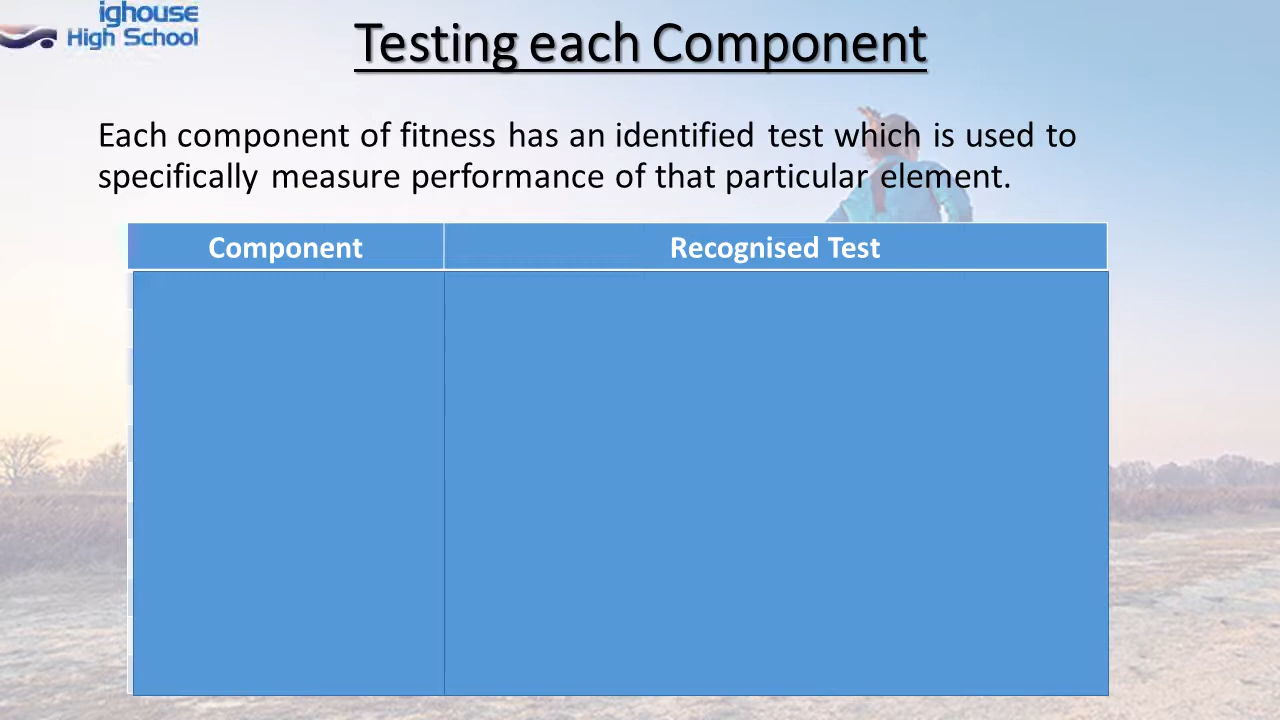 ighouse
High School
Testing each Component
Each component of fitness has an identified test which is used to
specifically measure performance of that particular element.
Component Recognised Test